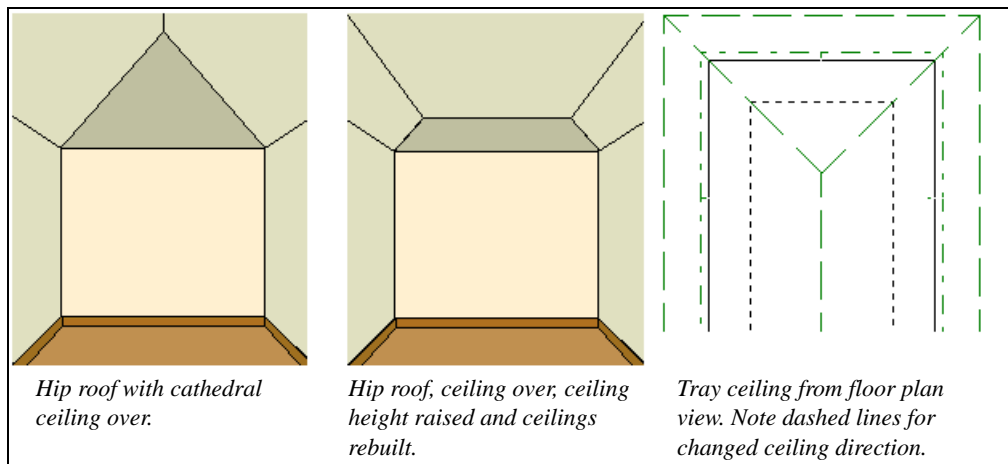 Hip roof with cathedral
ceiling over.
Hip roof, ceiling over, ceiling
height raised and ceilings
rebuilt.
Tray ceiling from floor plan
view. Note dashed lines for
changed ceiling direction.